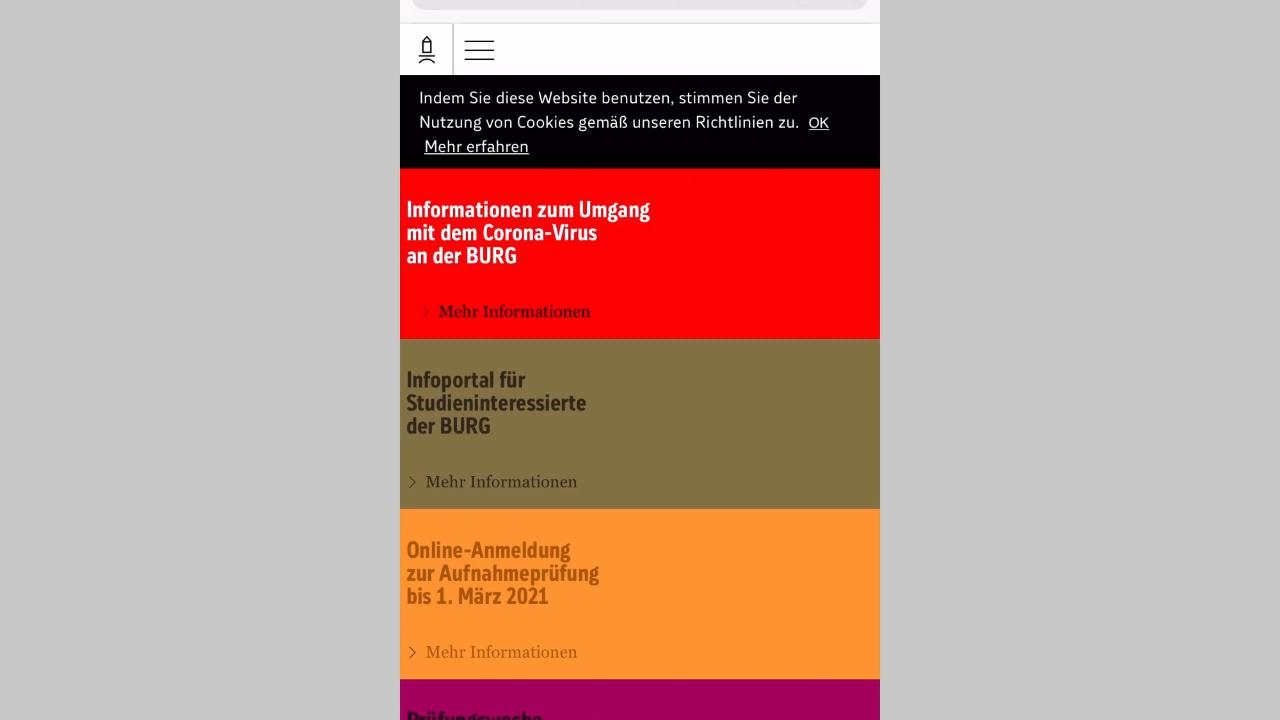 Indem Sie diese Website benutzen, stimmen Sie der
Nutzung von Cookies gemäß unseren Richtlinien zu. OK
Mehr erfahren
Informationen zum Umgang
mit dem Corona-Virus
an der BURG
Mehr Informationen
Infoportal für
Studieninteressierte
der BURG
Mehr Informationen
Online-Anmeldung
zur Aufnahmeprüfung
bis 1. März 2021
Mehr Informationen
Prüfungswoche